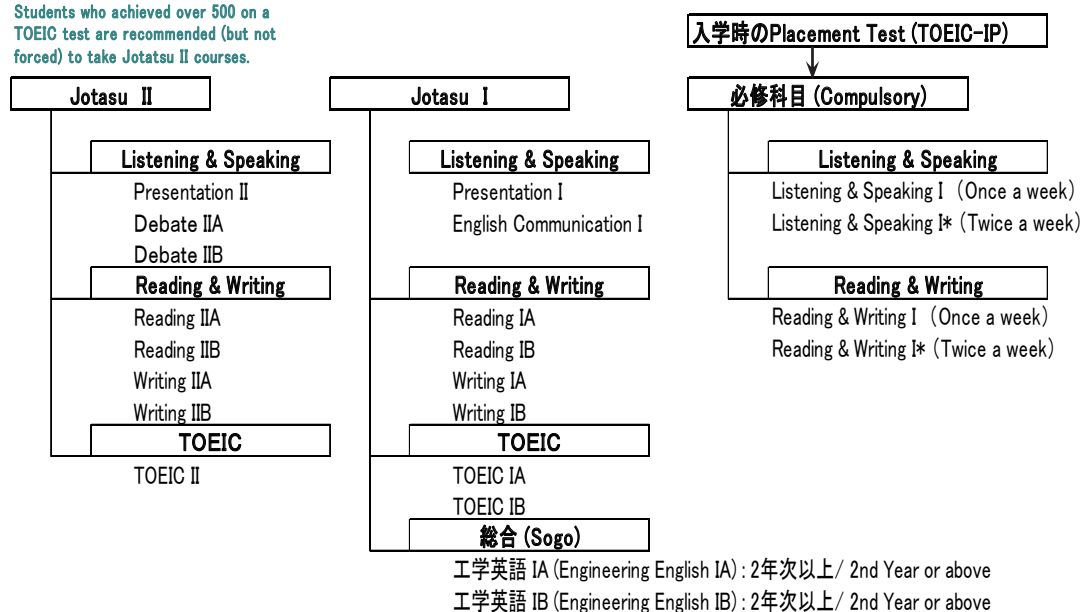 Students who achieved over 500 on a
TOEIC test are recommended (but not
forced) to take Jotatsu II courses.
Jotasu II
Listening & Speaking
Presentation II
Debate IIA
Debate IIB
Reading & Writing
Reading IIA
Reading IIB
Writing IIA
Writing IIB
TOEIC
TOEIC II
Jotasu I
Listening & Speaking
Presentation I
English Communication I
Reading & Writing
Reading IA
Reading IB
Writing IA
Writing IB
TOEIC
TOEIC IA
TOEIC IB
総合 (Sogo)
工学英語 IA (Engineering English IA) : 2年次以上/ 2nd Year or above
工学英語 IB (Engineering English IB) : 2年次以上/ 2nd Year or above
入学時のPlacement Test (TOEIC-IP)
必修科目 (Compulsory)
Listening & Speaking
Listening & Speaking I (Once a week)
Listening & Speaking I* (Twice a week)
Reading & Writing
Reading & Writing I (Once a week)
Reading & Writing I* (Twice a week)